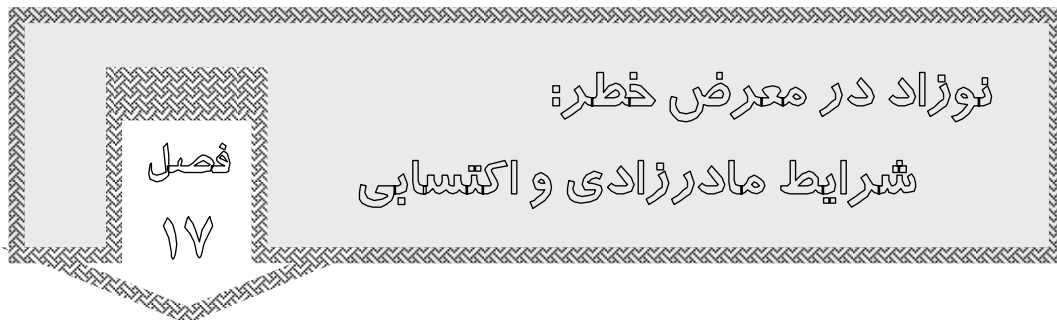 نوزاد در معرض خطر:
شرایط مادرزادی و اکتسابی
فصل
۱۷